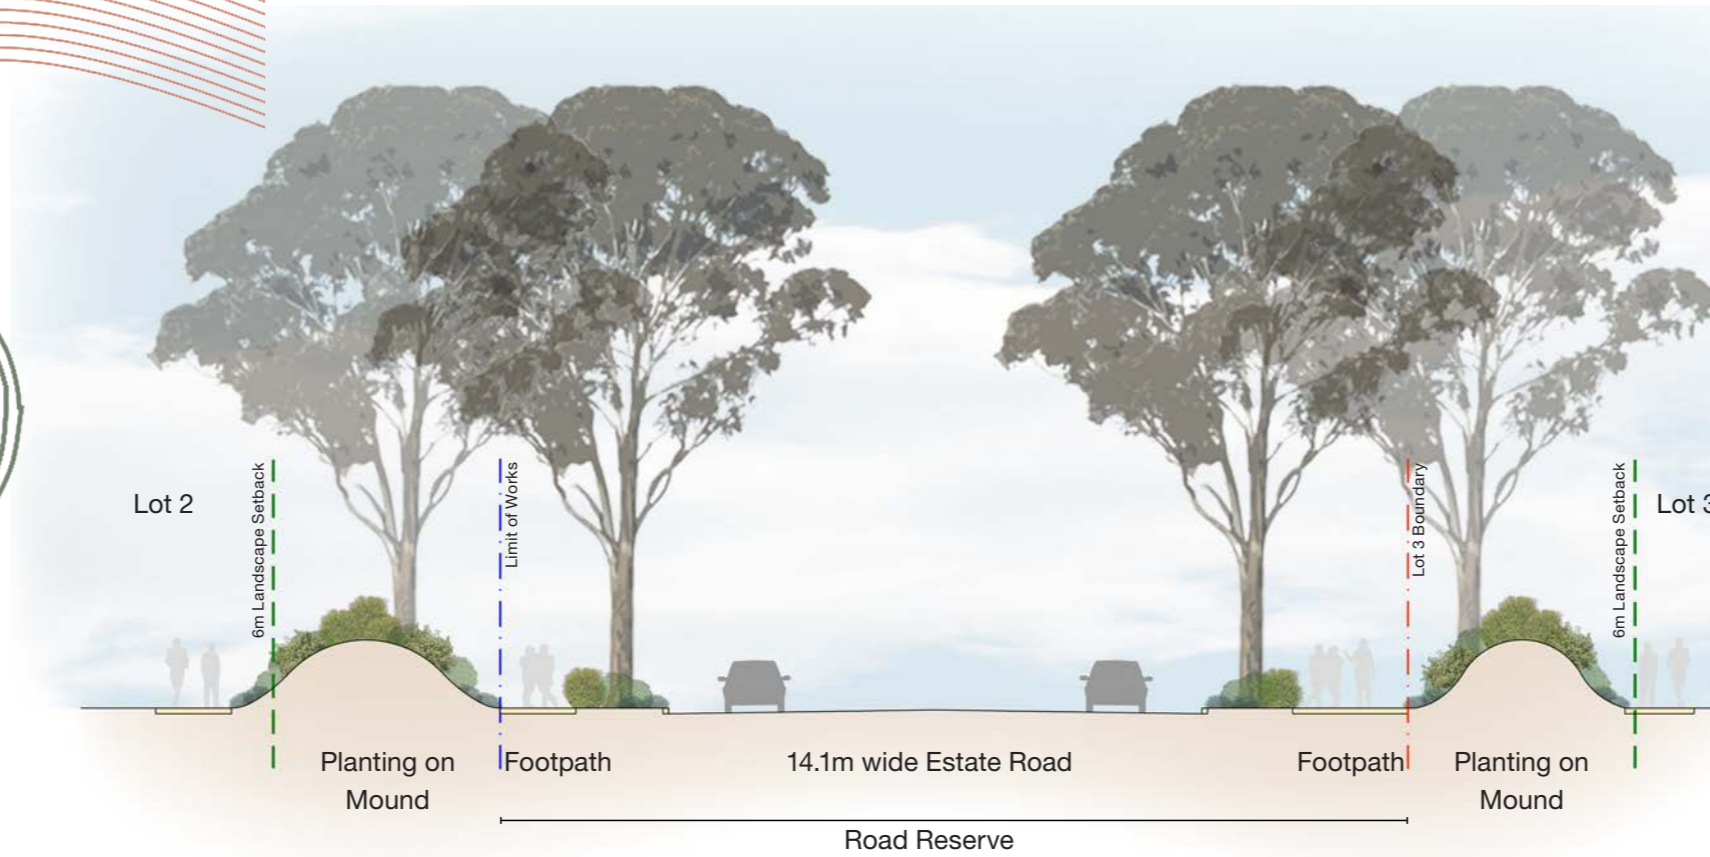 Lot 2
6m Landscape Setback
Limit of Works
Lot 3 Boundary
6m Landscape Setback
Lot 3
Planting on
Mound
Footpath
14.1m wide Estate Road
Footpath
Planting on
Mound
Road Reserve